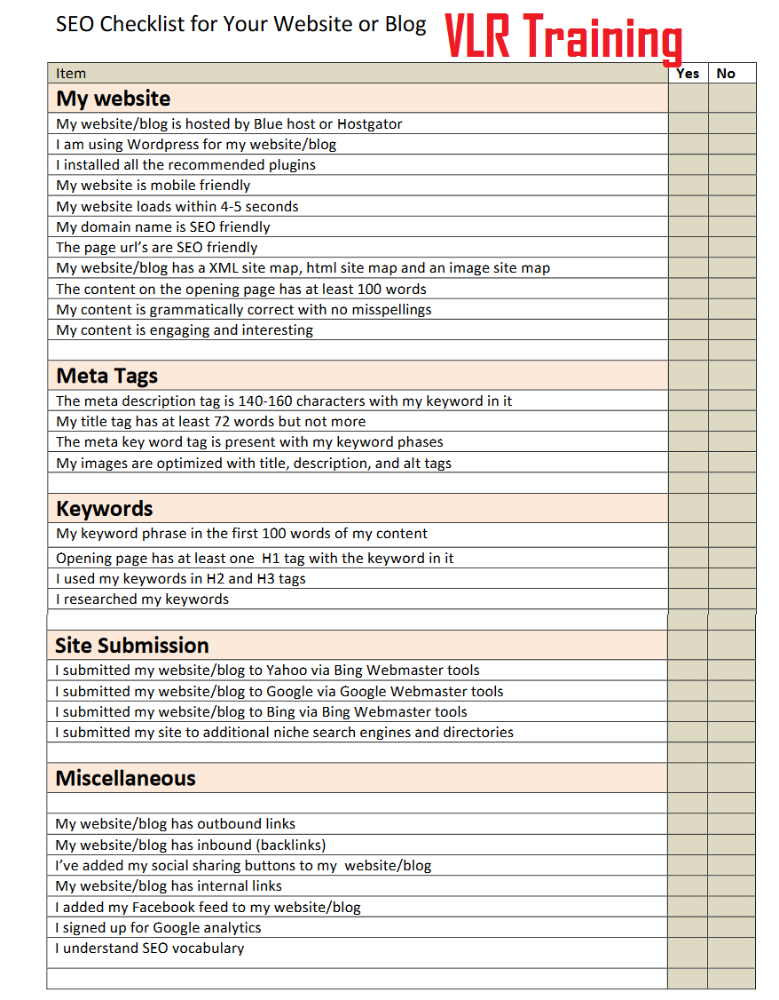 SEO Checklist for Your Website or Blog
VLR Training
Item Yes No
My website
My website/blog is hosted by Blue host or Hostgator
I am using Wordpress for my website/blog
I installed all the recommended plugins
My website is mobile friendly
My website loads within 4-5 seconds
My domain name is SEO friendly
The page url’s are SEO friendly
My website/blog has a XML site map, html site map and an image site map
The content on the opening page has at least 100 words
My content is grammatically correct with no misspellings
My content is engaging and interesting
Meta Tags
The meta description tag is 140-160 characters with my keyword in it
My title tag has at least 72 words but not more
The meta key word tag is present with my keyword phases
My images are optimized with title, description, and alt tags
Keywords
My keyword phrase in the first 100 words of my content
Opening page has at least one H1 tag with the keyword in it
I used my keywords in H2 and H3 tags
I researched my keywords
Site Submission
I submitted my website/blog to Yahoo via Bing Webmaster tools
I submitted my website/blog to Google via Google Webmaster tools
I submitted my website/blog to Bing via Bing Webmaster tools
I submitted my site to additional niche search engines and directories
Miscellaneous
My website/blog has outbound links
My website/blog has inbound (backlinks)
I’ve added my social sharing buttons to my website/blog
My website/blog has internal links
I added my Facebook feed to my website/blog
I signed up for Google analytics
I understand SEO vocabulary